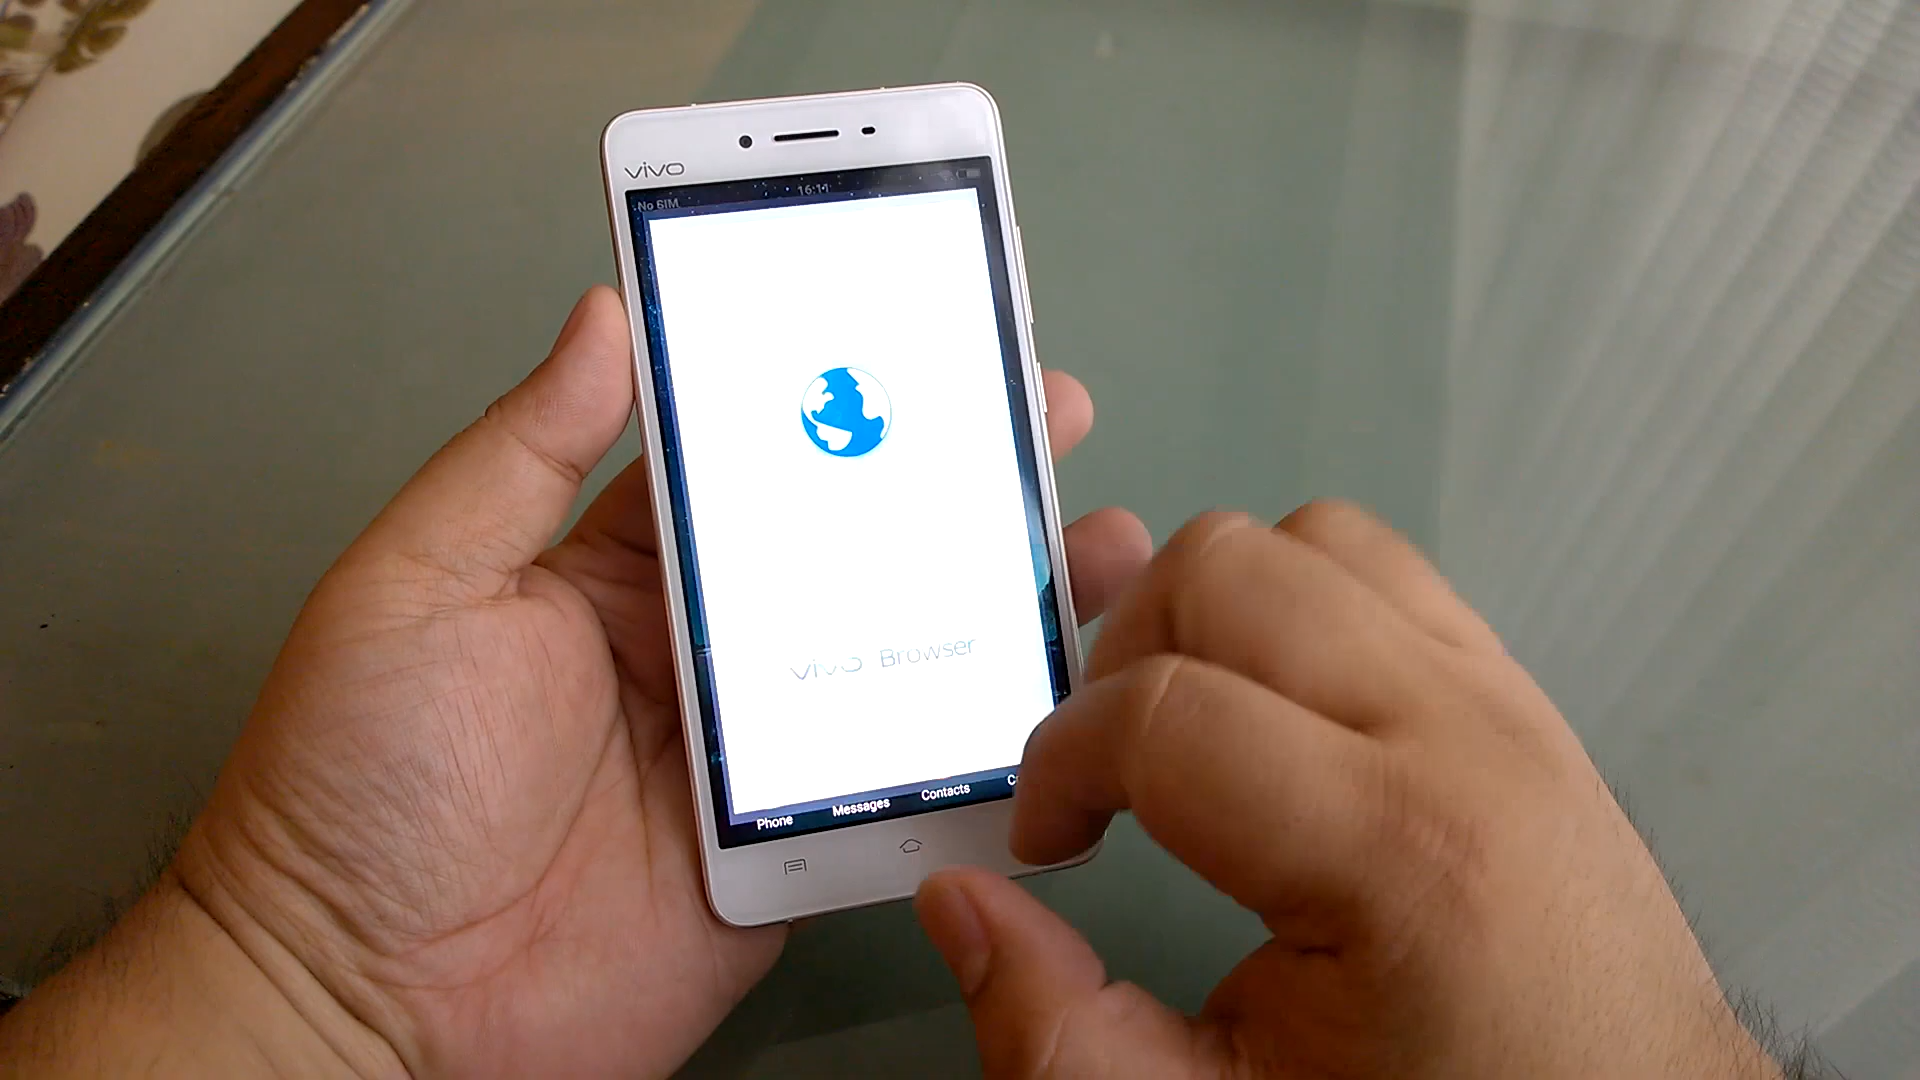 vivo
No SIM
16:11
vivo Browser
Phone
Messages
Contacts